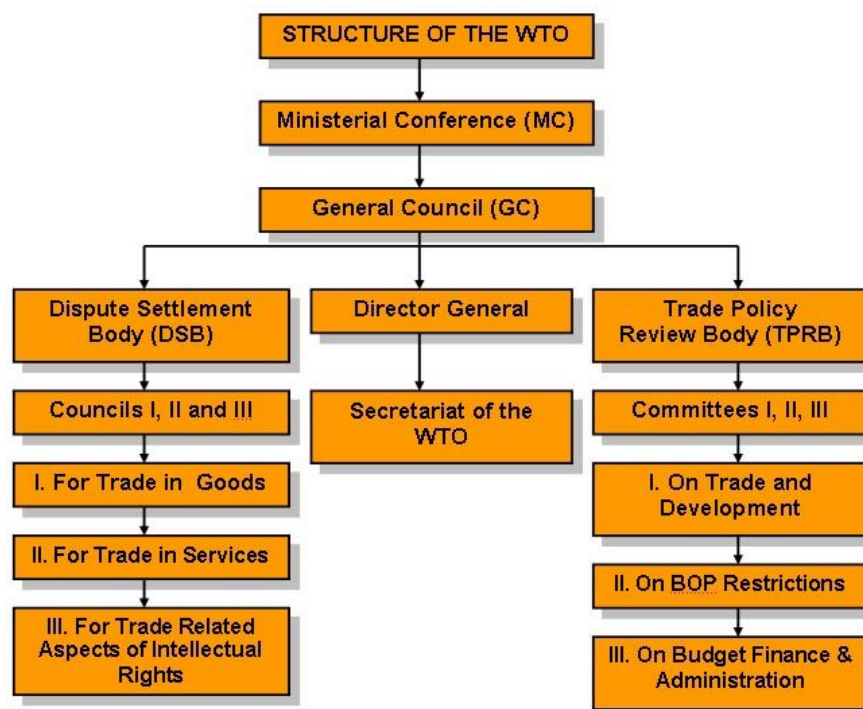 STRUCTURE OF THE WTO
Ministerial Conference (MC)
General Council (GC)
Dispute Settlement
Body (DSB)
Director General
Trade Policy
Review Body (TPRB)
Councils I, II and III
Secretariat of the
WTO
Committees I, II, III
I. For Trade in Goods
I. On Trade and
Development
II. For Trade in Services
II. On BOP Restrictions
III. For Trade Related
Aspects of Intellectual
Rights
III. On Budget Finance &
Administration